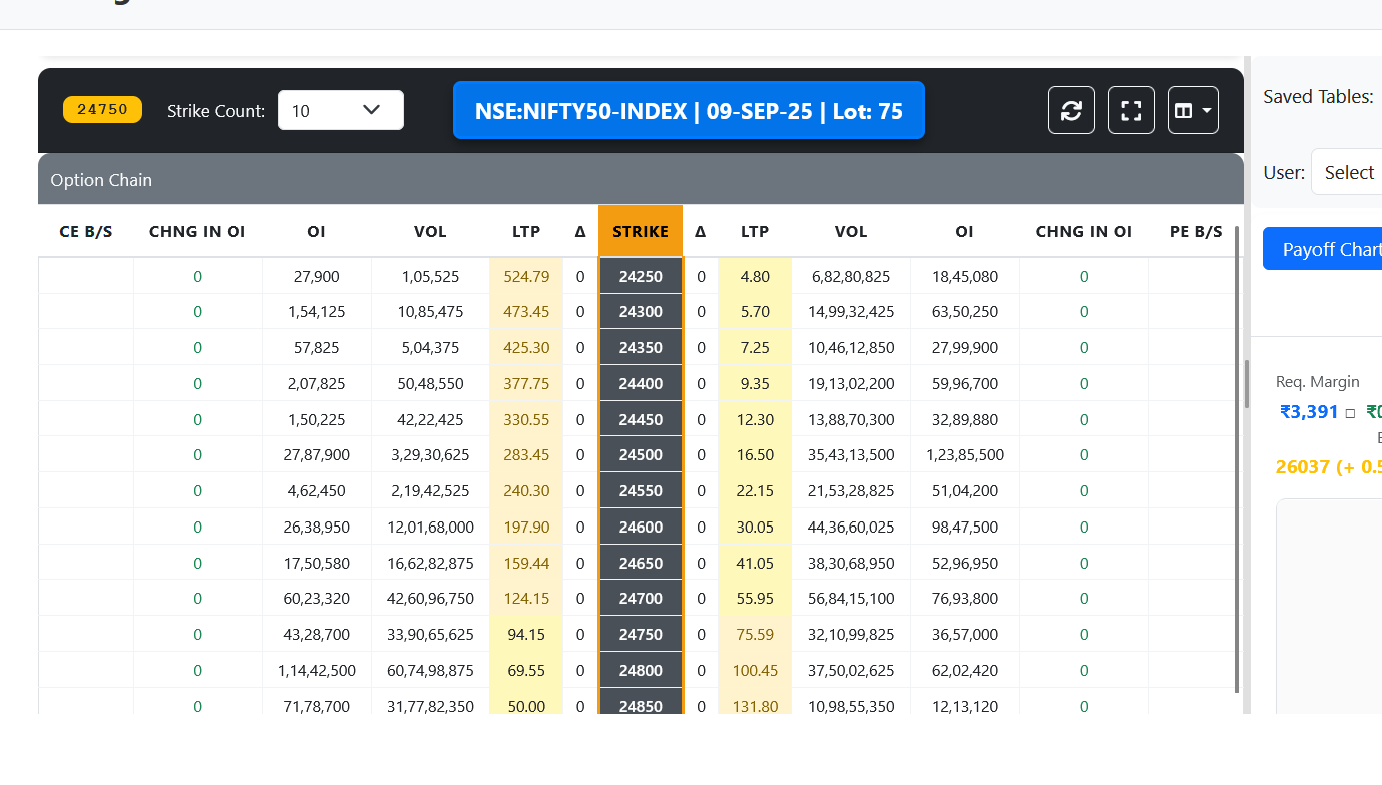 24750 Strike Count: 10 NSE:NIFTY50-INDEX | 09-SEP-25 | Lot: 75
Option Chain
CE B/S CHNG IN OI OI VOL LTP Δ STRIKE Δ LTP VOL OI CHNG IN OI PE B/S
0 27,900 1,05,525 524.79 0 24250 0 4.80 6,82,80,825 18,45,080 0
0 1,54,125 10,85,475 473.45 0 24300 0 5.70 14,99,32,425 63,50,250 0
0 57,825 5,04,375 425.30 0 24350 0 7.25 10,46,12,850 27,99,900 0
0 2,07,825 50,48,550 377.75 0 24400 0 9.35 19,13,02,200 59,96,700 0
0 1,50,225 42,22,425 330.55 0 24450 0 12.30 13,88,70,300 32,89,880 0
0 27,87,900 3,29,30,625 283.45 0 24500 0 16.50 35,43,13,500 1,23,85,500 0
0 4,62,450 2,19,42,525 240.30 0 24550 0 22.15 21,53,28,825 51,04,200 0
0 26,38,950 12,01,68,000 197.90 0 24600 0 30.05 44,36,60,025 98,47,500 0
0 17,50,580 16,62,82,875 159.44 0 24650 0 41.05 38,30,68,950 52,96,950 0
0 60,23,320 42,60,96,750 124.15 0 24700 0 55.95 56,84,15,100 76,93,800 0
0 43,28,700 33,90,65,625 94.15 0 24750 0 75.59 32,10,99,825 36,57,000 0
0 1,14,42,500 60,74,98,875 69.55 0 24800 0 100.45 37,50,02,625 62,02,420 0
0 71,78,700 31,77,82,350 50.00 0 24850 0 131.80 10,98,55,350 12,13,120 0
Saved Tables:
User: Select
Payoff Chart
Req. Margin
₹3,391
26037 (+ 0.5